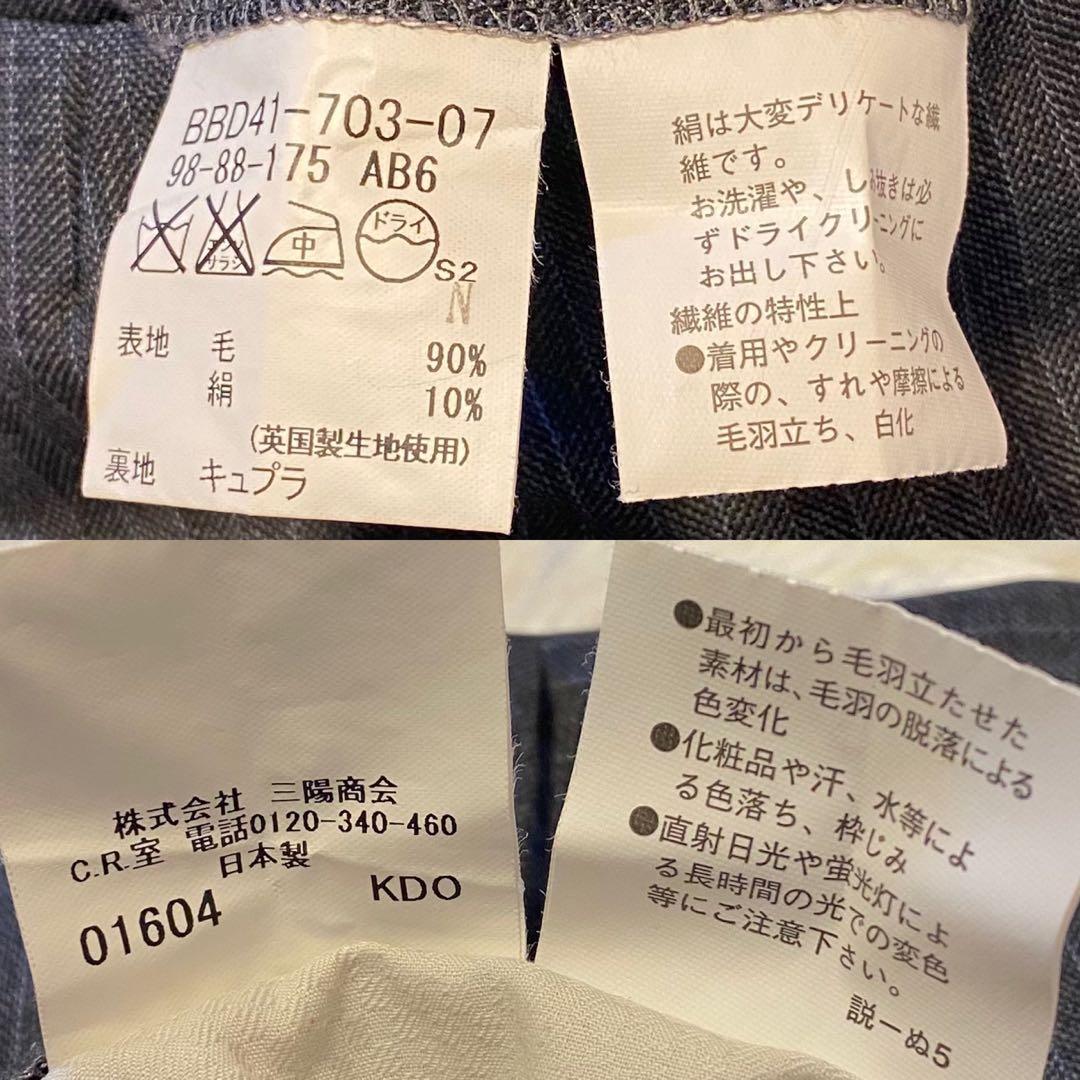 BBD41-703-07
98-88-175 AB6
サラシ
中
ドライ
S2
N
表地 毛 90%
絹 10%
(英国製生地使用)
裏地 キュプラ
絹は大変デリケートな繊
維です。
お洗濯や、しみ抜きは必
ずドライクリーニングに
お出し下さい。
繊維の特性上
●着用やクリーニングの
際の、すれや摩擦による
毛羽立ち、白化
株式会社 三陽商会
C.R.室 電話0120-340-460
日本製
KDO
01604
●最初から毛羽立たせた
素材は、毛羽の脱落による
色変化
●化粧品や汗、水等によ
る色落ち、枠じみ
●直射日光や蛍光灯によ
る長時間の光での変色
等にご注意下さい。
説ーぬ5